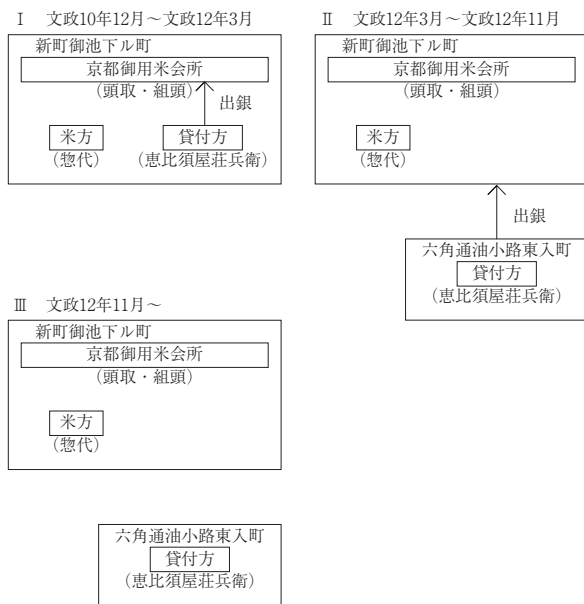 Ⅰ 文政10年12月～文政12年3月
新町御池下ル町
京都御用米会所
(頭取・組頭)
出銀
米方
(惣代)
貸付方
(恵比須屋荘兵衛)
Ⅱ 文政12年3月～文政12年11月
新町御池下ル町
京都御用米会所
(頭取・組頭)
米方
(惣代)
出銀
六角通油小路東入町
貸付方
(恵比須屋荘兵衛)
Ⅲ 文政12年11月～
新町御池下ル町
京都御用米会所
(頭取・組頭)
米方
(惣代)
六角通油小路東入町
貸付方
(恵比須屋荘兵衛)